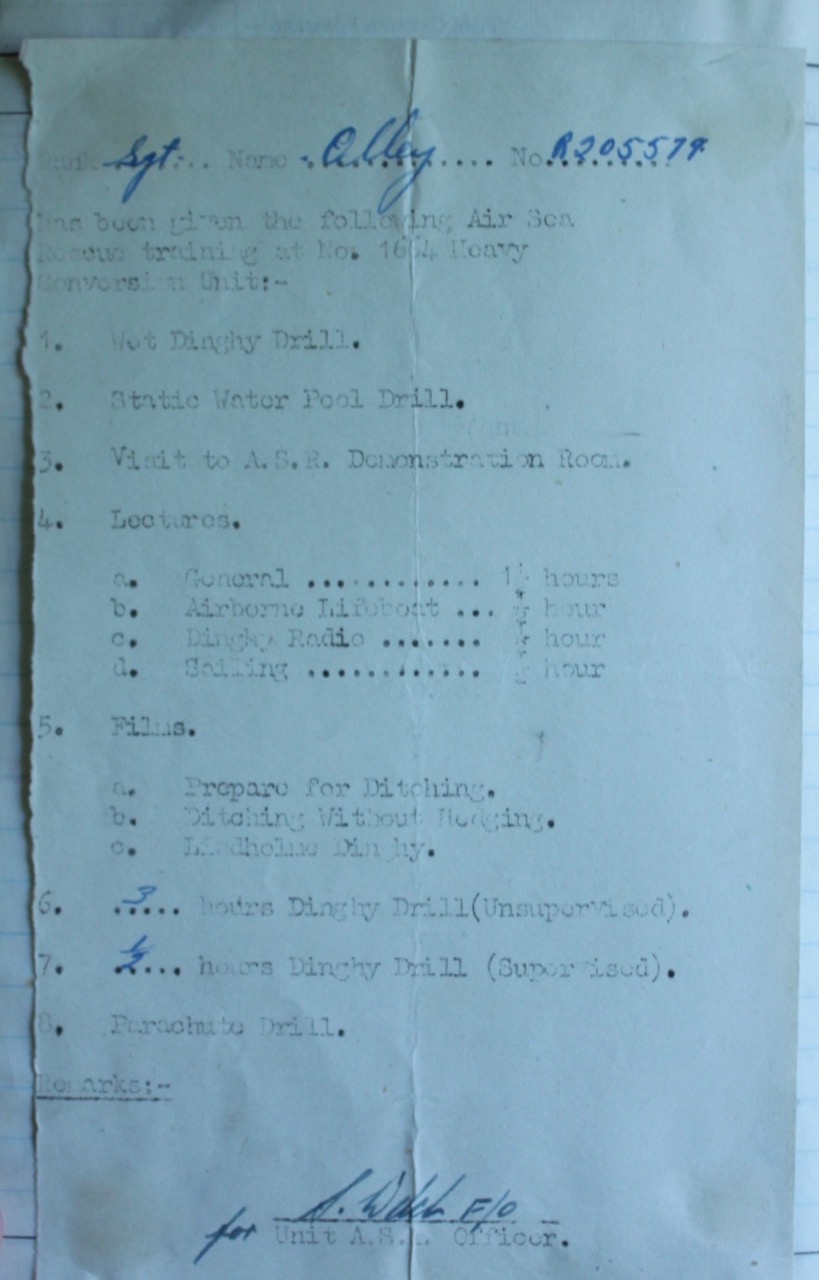 Rank Sgt:.. Name :.Alley.... No.R205579.
has been given the following Air Sea
Rescue training at No. 1664 Heavy
Conversion Unit:-
1. Wet Dinghy Drill.
2. Static Water Pool Drill.
3. Visit to A.S.R. Demonstration Room.
4. Lectures.
a. General ............. 1½ hours
b. Airborne Lifeboat ... ½ hour
c. Dinghy Radio ....... ½ hour
d. Sailing ............. ½ hour
5. Films.
a. Prepare for Ditching.
b. Ditching Without Hedging.
c. Lindholme Dinghy.
6. ..3.. hours Dinghy Drill(Unsupervised).
7. .½... hours Dinghy Drill (Supervised).
8. Parachute Drill.
Remarks:-
F/O
for Unit A.S.R. Officer.